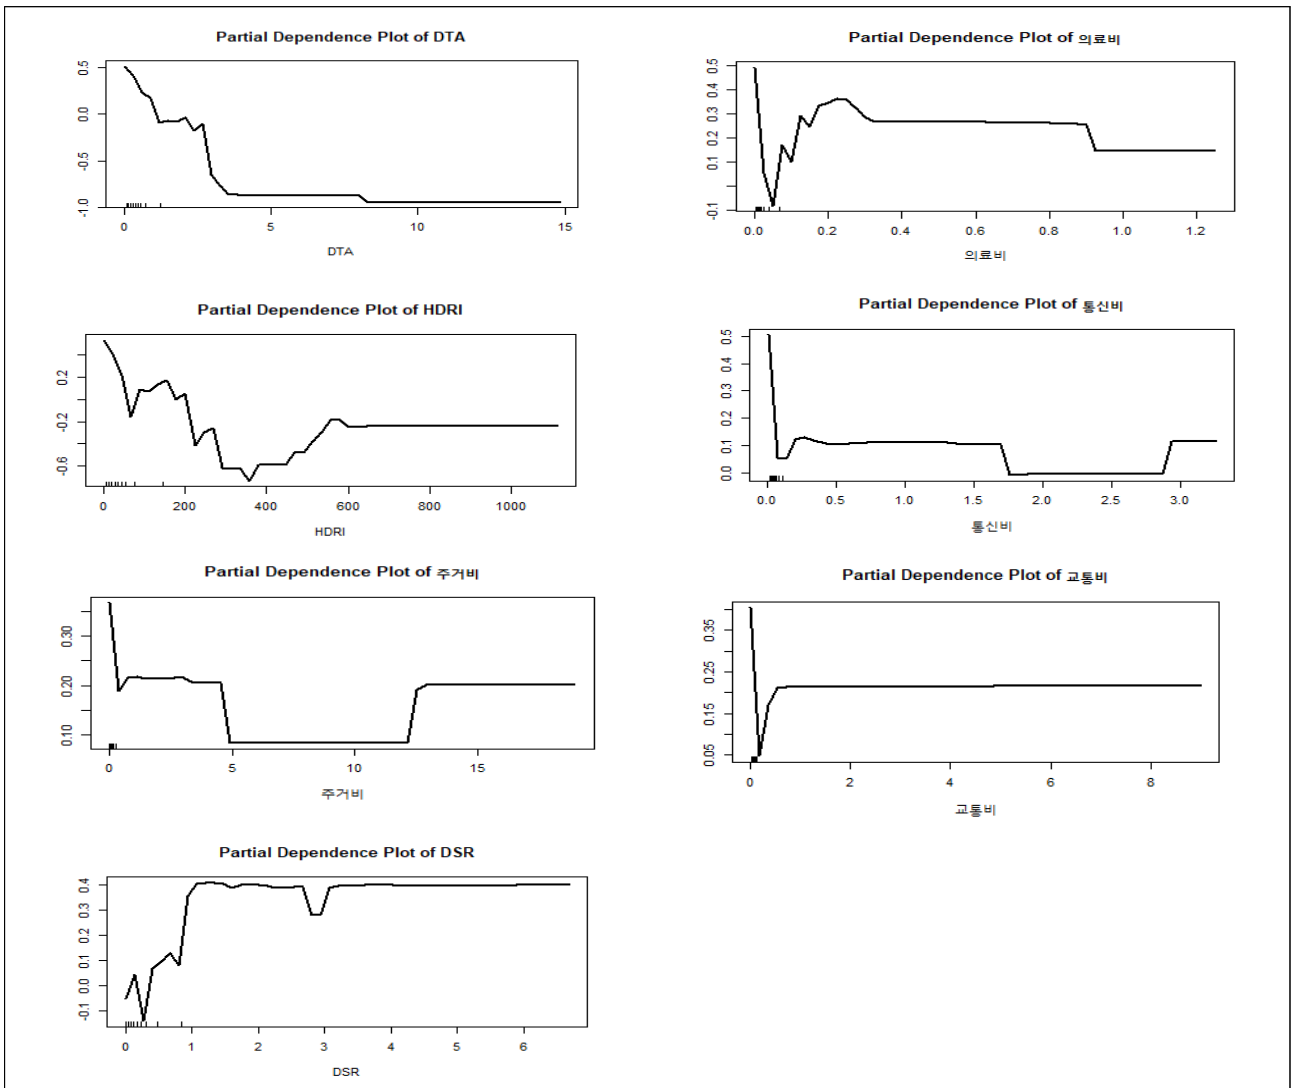 Partial Dependence Plot of DTA
0.5
0.0
-0.5
-1.0
0 5 10 15
DTA
Partial Dependence Plot of 의료비
0.5
0.4
0.3
0.2
0.1
-0.1
0.0 0.2 0.4 0.6 0.8 1.0 1.2
의료비
Partial Dependence Plot of HDRI
0.2
-0.2
-0.6
0 200 400 600 800 1000
HDRI
Partial Dependence Plot of 통신비
0.5
0.4
0.3
0.2
0.1
0.0
0.0 0.5 1.0 1.5 2.0 2.5 3.0
통신비
Partial Dependence Plot of 주거비
0.30
0.20
0.10
0 5 10 15
주거비
Partial Dependence Plot of 교통비
0.35
0.25
0.15
0.05
0 2 4 6 8
교통비
Partial Dependence Plot of DSR
0.4
0.3
0.2
0.1
0.0
-0.1
0 1 2 3 4 5 6
DSR